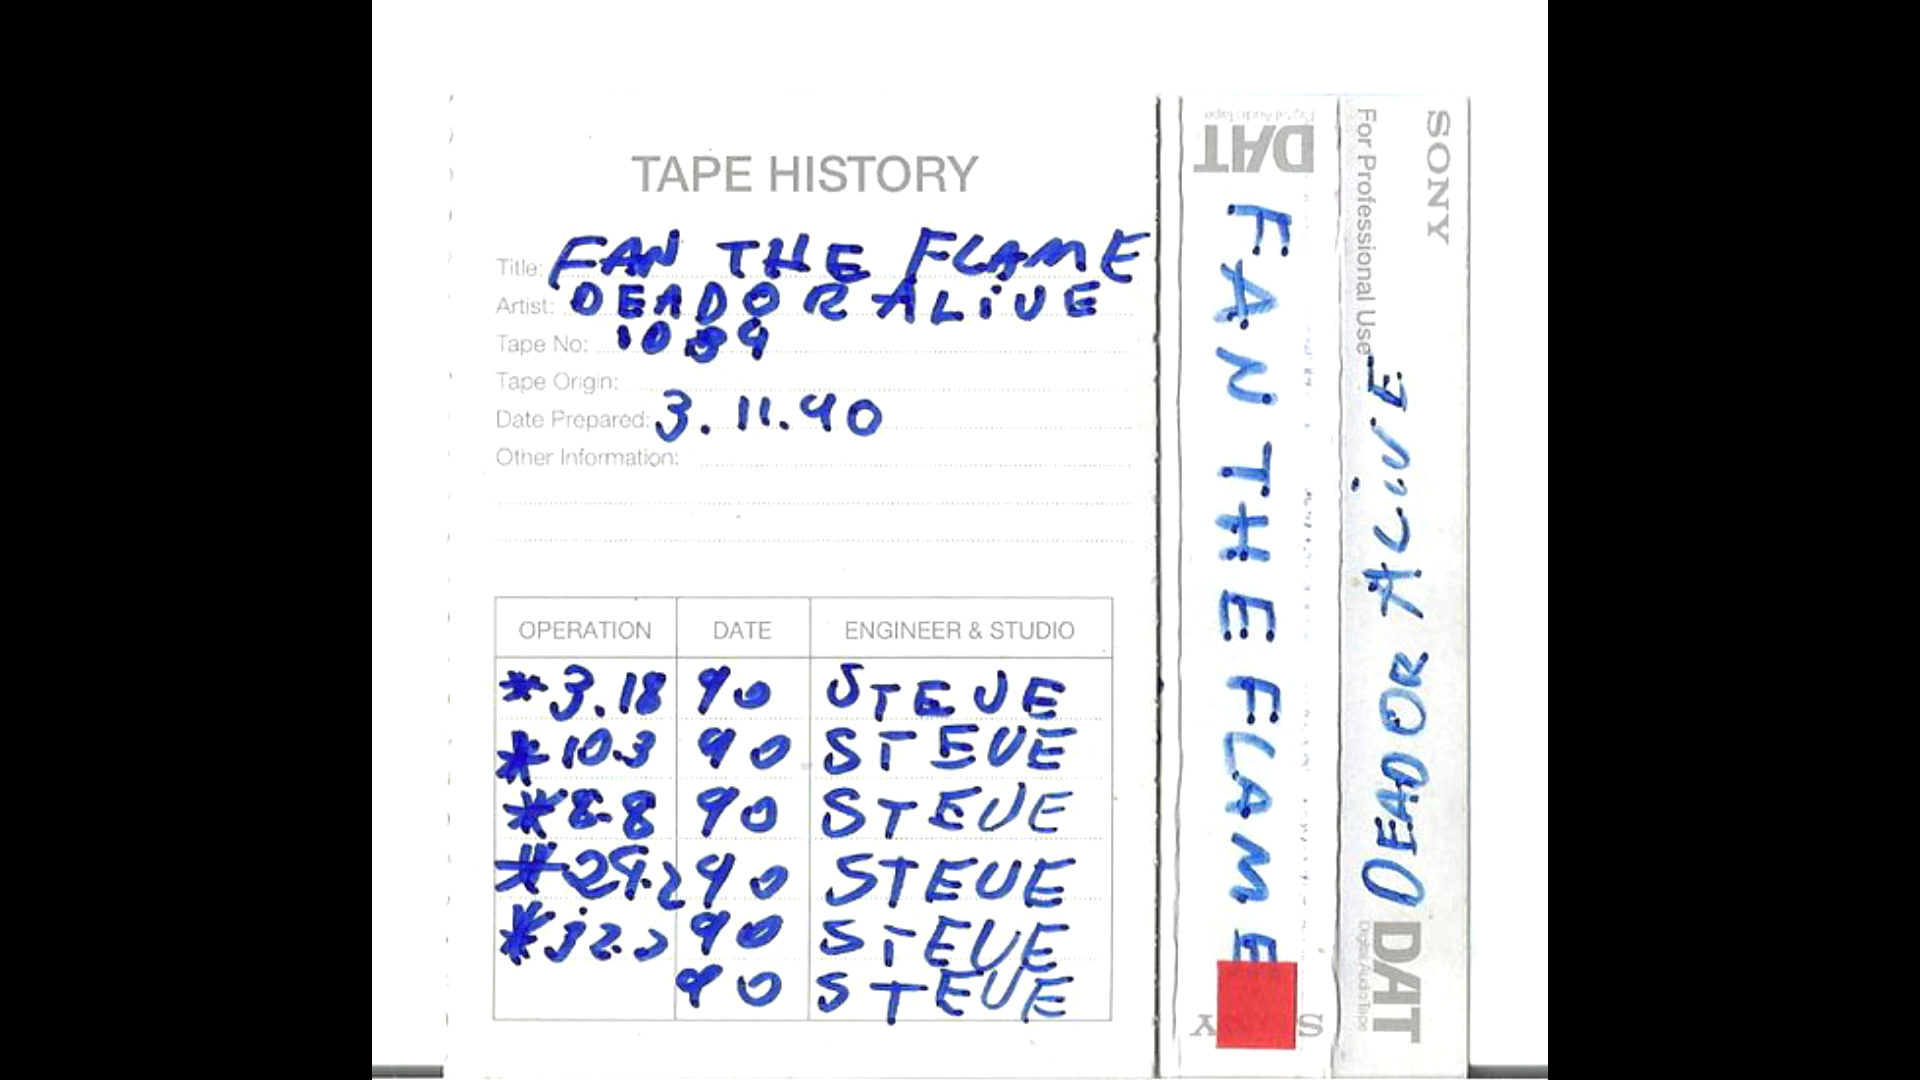 TAPE HISTORY
Title: FAN THE FLAME
Artist: DEAD OR ALiVE
Tape No: 1089
Tape Origin:
Date Prepared: 3.11.90
Other Information:
OPERATION DATE ENGINEER & STUDIO
*3.18 90 STEVE
*10.3 90 STEVE
*8.8 90 STEVE
90 STEVE
90 STEVE
90 STEVE
DAT
Digital Audio Tape
FAN THE FLAME
SONY
For Professional Use
DEAD OR ALiVE
DAT
Digital Audio Tape